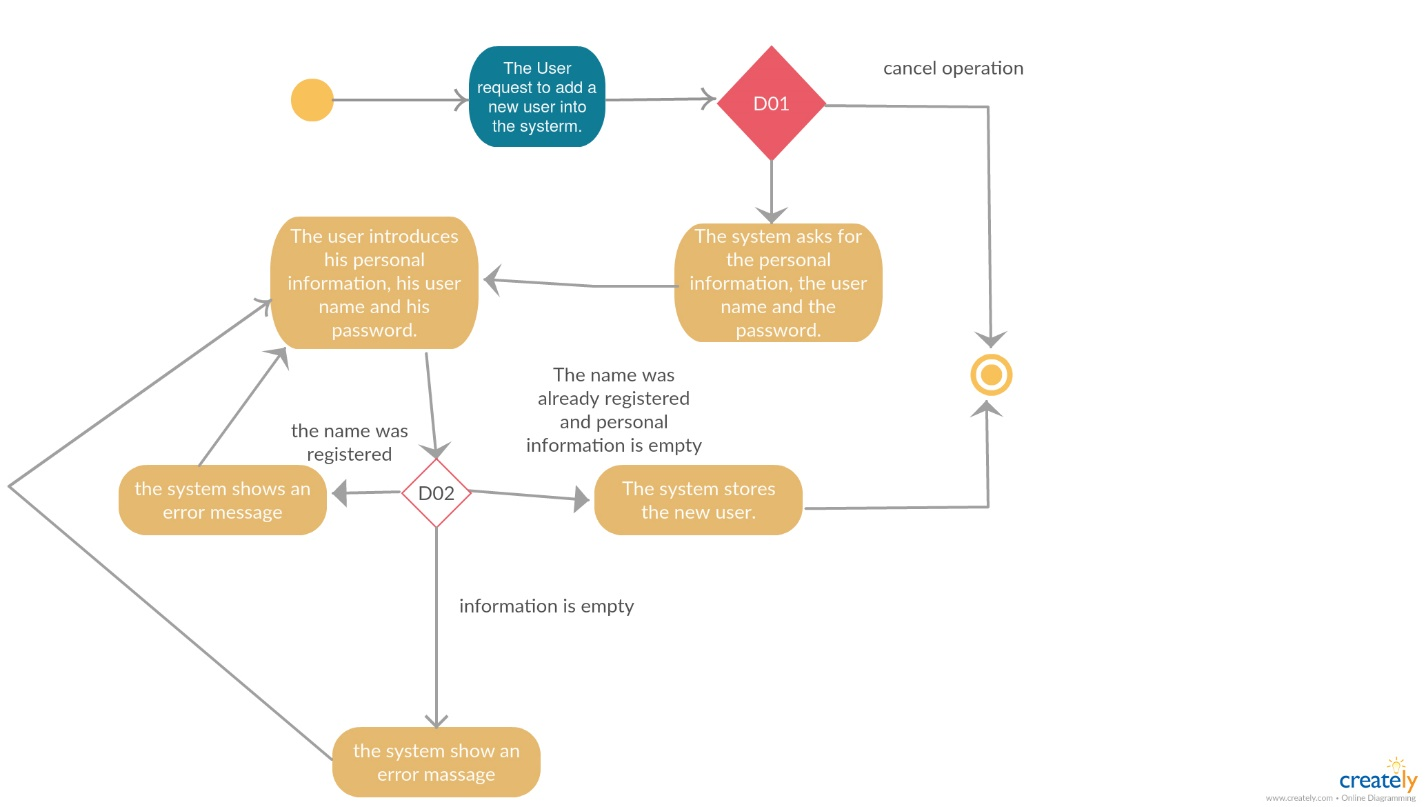 The User
request to add a
new user into
the systerm.
D01
cancel operation
The user introduces
his personal
information, his user
name and his
password.
The system asks for
the personal
information, the user
name and the
password.
The name was
already registered
and personal
information is empty
the name was
registered
the system shows an
error message
D02
The system stores
the new user.
information is empty
the system show an
error massage
creately
www.creately.com • Online Diagramming